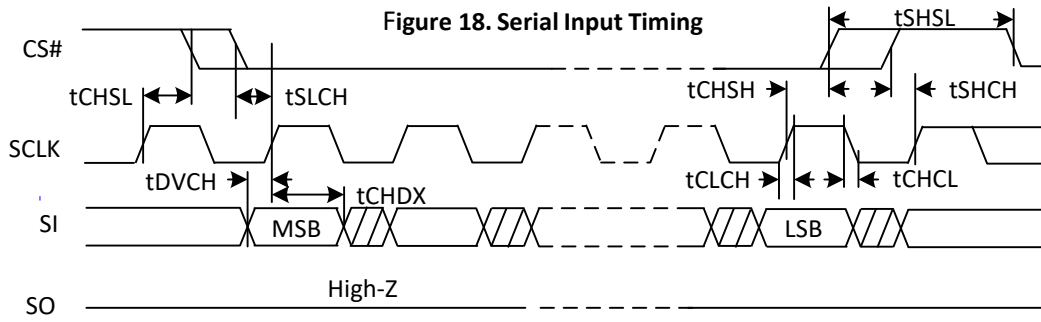 Figure 18. Serial Input Timing
tSHSL
CS#
tCHSL
tSLCH
tCHSH
tSHCH
SCLK
tDVCH
tCHDX
tCLCH
tCHCL
SI
MSB
LSB
High-Z
SO